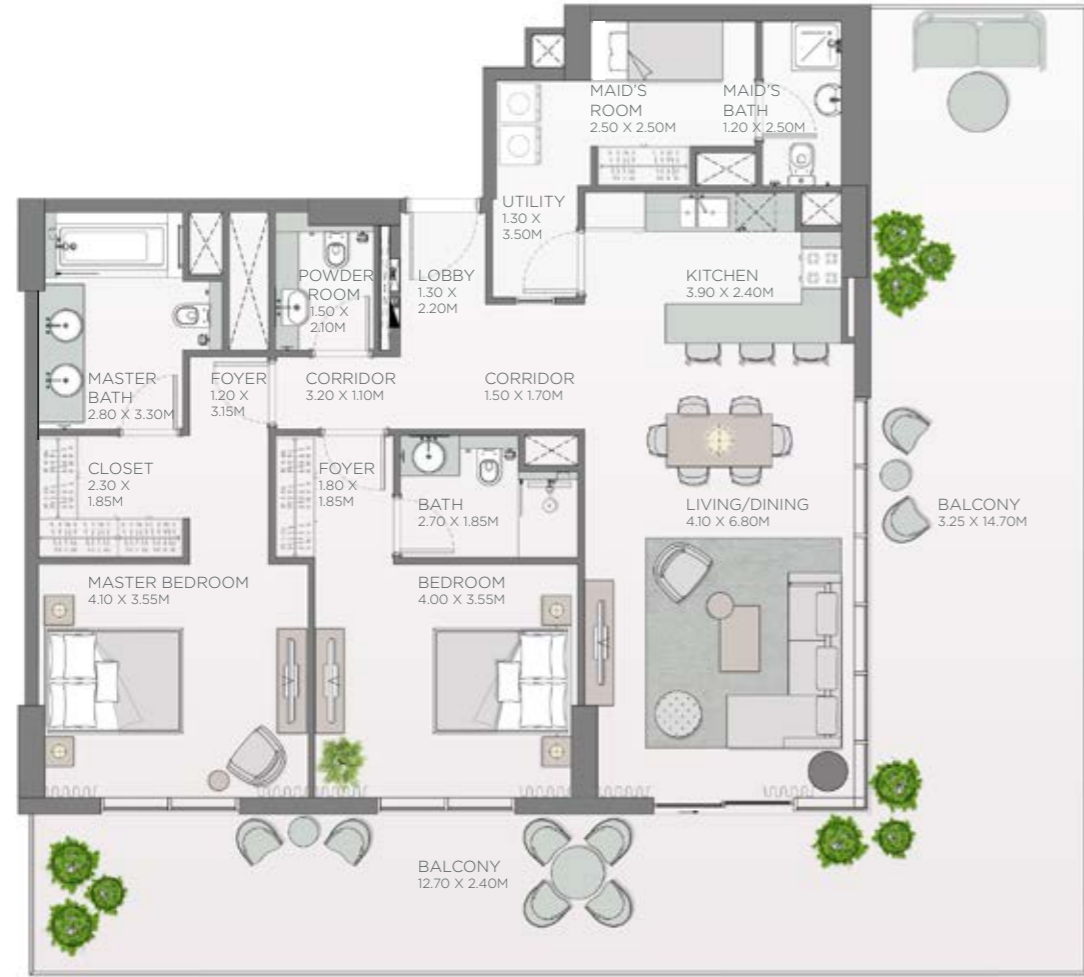 MAID'S
ROOM
2.50 X 2.50M
MAID'S
BATH
1.20 X 2.50M
UTILITY
1.30 X
3.50M
POWDER
ROOM
1.50 X
2.10M
LOBBY
1.30 X
2.20M
KITCHEN
3.90 X 2.40M
MASTER
BATH
2.80 X 3.30M
FOYER
1.20 X
3.15M
CORRIDOR
3.20 X 1.10M
CORRIDOR
1.50 X 1.70M
CLOSET
2.30 X
1.85M
FOYER
1.80 X
1.85M
BATH
2.70 X 1.85M
LIVING/DINING
4.10 X 6.80M
BALCONY
3.25 X 14.70M
MASTER BEDROOM
4.10 X 3.55M
BEDROOM
4.00 X 3.55M
BALCONY
12.70 X 2.40M